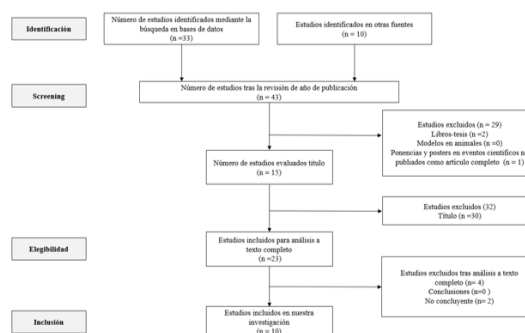 Identificación
Número de estudios identificados mediante la
búsqueda en bases de datos
(n =33)
Estudios identificados en otras fuentes
(n = 10)
Screening
Número de estudios tras la revisión de año de publicación
(n = 43)
Estudios excluidos (n = 29)
Libros-tesis (n =2)
Modelos en animales (n =0)
Ponencias y posters en eventos científicos no
publiados como artículo completo (n = 1)
Número de estudios evaluados título
(n = 15)
Estudios excluidos (32)
Título (n =30)
Elegibilidad
Estudios incluidos para análisis a
texto completo
(n =23)
Estudios excluidos tras análisis a texto
completo (n= 4)
Conclusiones (n=0 )
No concluyente (n= 2)
Inclusión
Estudios incluidos en nuestra
investigación
(n = 10)